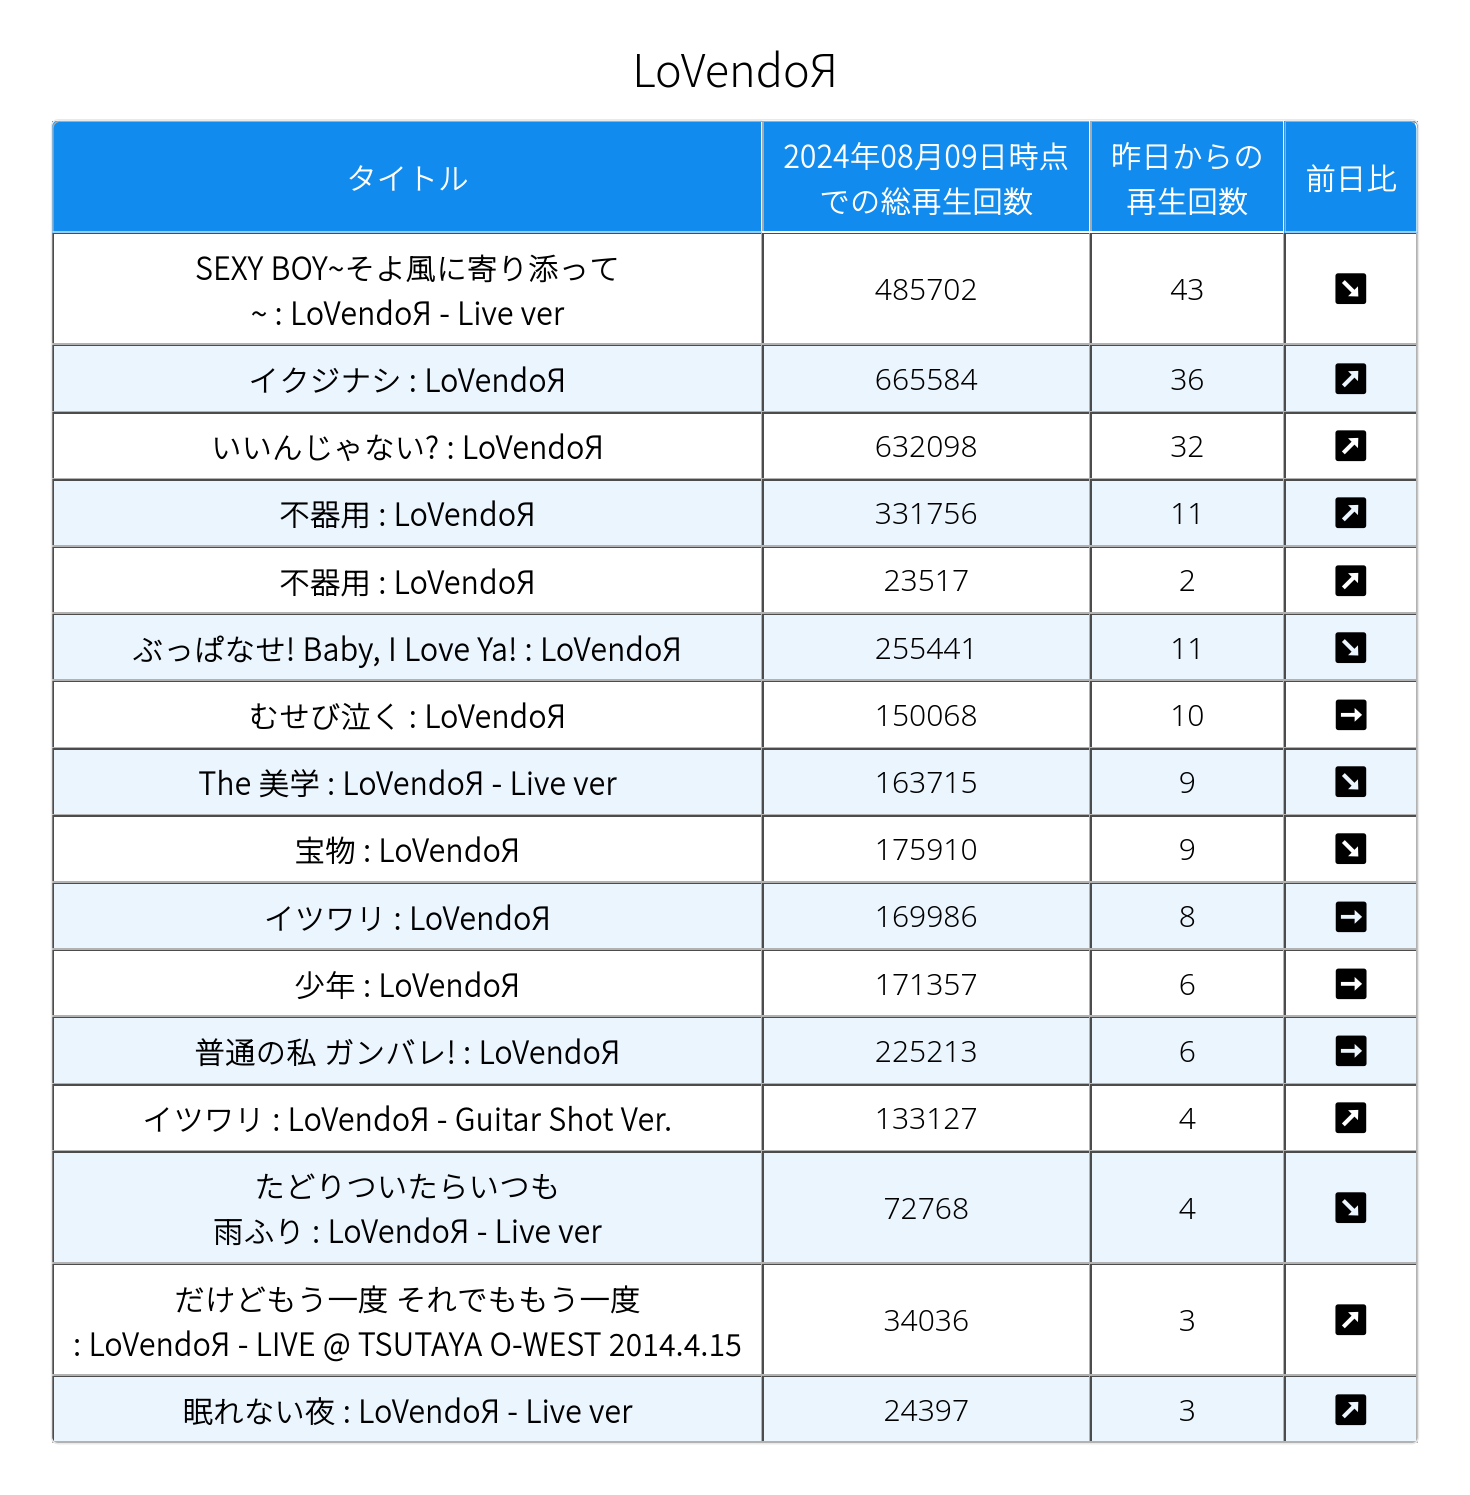 LoVendoЯ
タイトル
2024年08月09日時点
での総再生回数
昨日からの
再生回数
前日比
SEXY BOY~そよ風に寄り添って
~ : LoVendoЯ - Live ver
485702
43
↘
イクジナシ : LoVendoЯ
665584
36
↗
いいんじゃない? : LoVendoЯ
632098
32
↗
不器用 : LoVendoЯ
331756
11
↗
不器用 : LoVendoЯ
23517
2
↗
ぶっぱなせ! Baby, I Love Ya! : LoVendoЯ
255441
11
↘
むせび泣く : LoVendoЯ
150068
10
→
The 美学 : LoVendoЯ - Live ver
163715
9
↘
宝物 : LoVendoЯ
175910
9
↘
イツワリ : LoVendoЯ
169986
8
→
少年 : LoVendoЯ
171357
6
→
普通の私 ガンバレ! : LoVendoЯ
225213
6
→
イツワリ : LoVendoЯ - Guitar Shot Ver.
133127
4
↗
たどりついたらいつも
雨ふり : LoVendoЯ - Live ver
72768
4
↘
だけどもう一度 それでももう一度
: LoVendoЯ - LIVE @ TSUTAYA O-WEST 2014.4.15
34036
3
↗
眠れない夜 : LoVendoЯ - Live ver
24397
3
↗